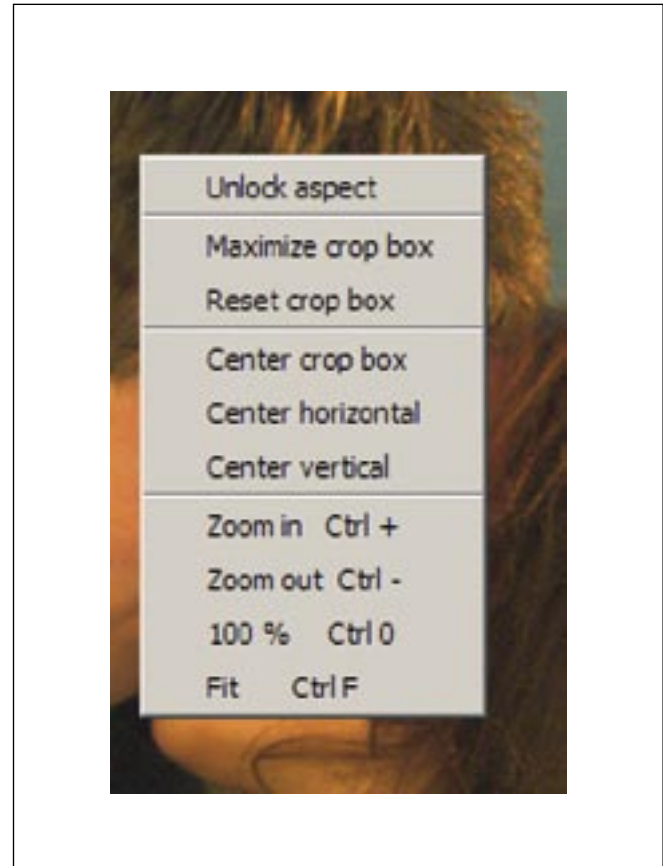 Unlock aspect
Maximize crop box
Reset crop box
Center crop box
Center horizontal
Center vertical
Zoom in Ctrl +
Zoom out Ctrl -
100 % Ctrl 0
Fit Ctrl F